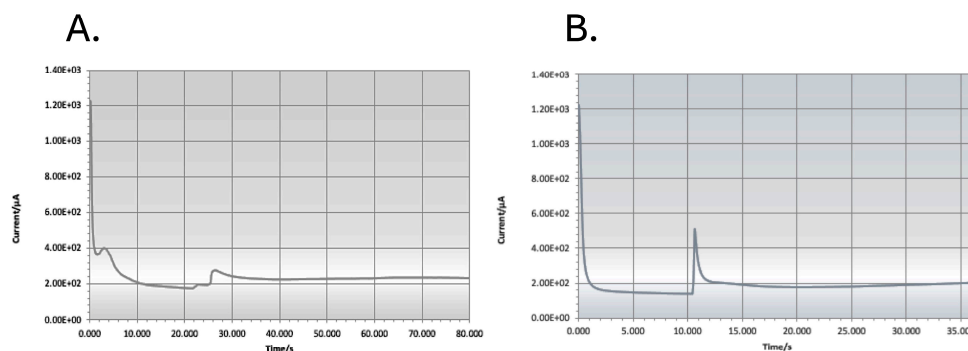 A.
B.
1.40E+03
1.20E+03
1.00E+03
8.00E+02
6.00E+02
4.00E+02
2.00E+02
0.00E+00
Current/µA
0.000 10.000 20.000 30.000 40.000 50.000 60.000 70.000 80.000
Time/s
1.40E+03
1.20E+03
1.00E+03
8.00E+02
6.00E+02
4.00E+02
2.00E+02
0.00E+00
Current/µA
0.000 5.000 10.000 15.000 20.000 25.000 30.000 35.00
Time/s